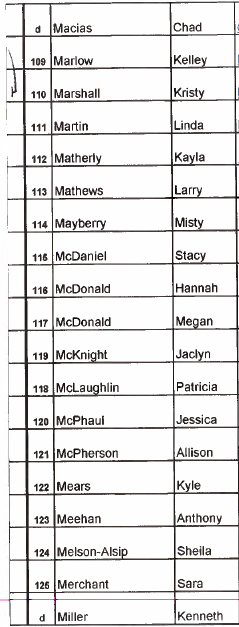 d Macias Chad
109 Marlow Kelley
110 Marshall Kristy
111 Martin Linda
112 Matherly Kayla
113 Mathews Larry
114 Mayberry Misty
115 McDaniel Stacy
116 McDonald Hannah
117 McDonald Megan
119 McKnight Jaclyn
118 McLaughlin Patricia
120 McPhaul Jessica
121 McPherson Allison
122 Mears Kyle
123 Meehan Anthony
124 Melson-Alsip Sheila
125 Merchant Sara
d Miller Kenneth